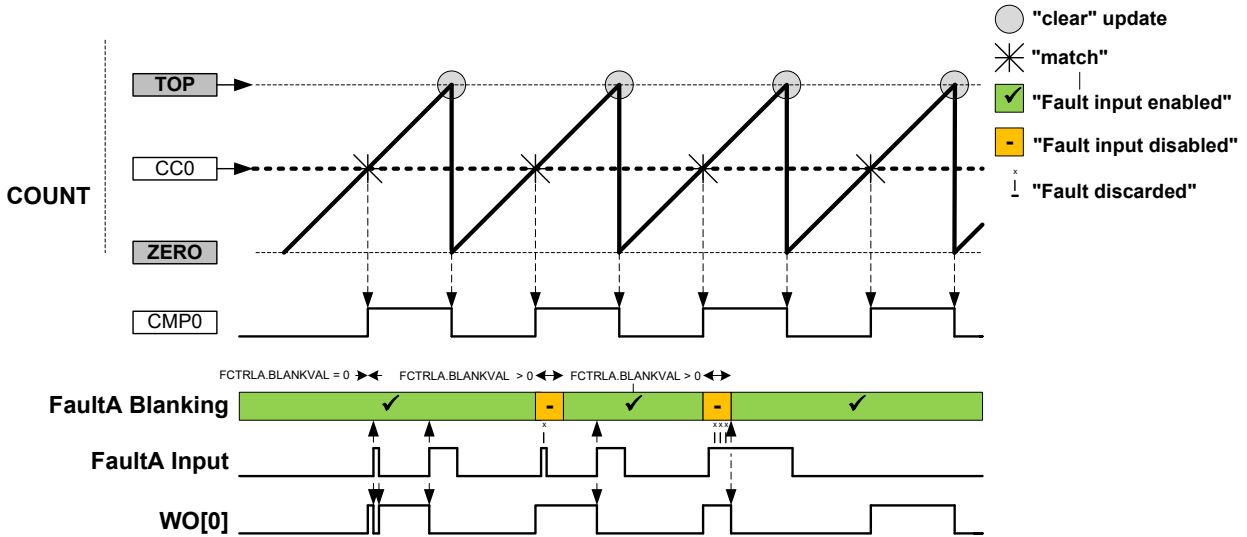 "clear" update
"match"
"Fault input enabled"
"Fault input disabled"
"Fault discarded"
TOP
CC0
COUNT
ZERO
CMP0
FCTRLA.BLANKVAL = 0
FCTRLA.BLANKVAL > 0
FCTRLA.BLANKVAL > 0
FaultA Blanking
✓
-
✓
-
✓
x
x x x
FaultA Input
WO[0]